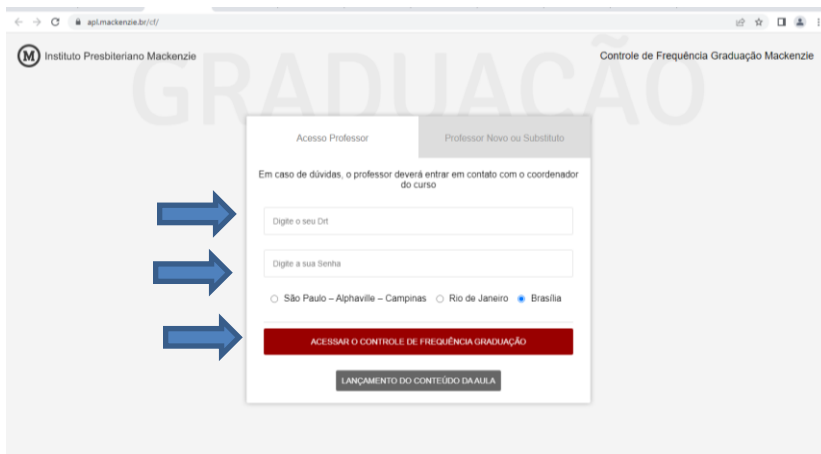 apl.mackenzie.br/cf/
M Instituto Presbiteriano Mackenzie
Controle de Frequência Graduação Mackenzie
GRADUAÇÃO
Acesso Professor
Professor Novo ou Substituto
Em caso de dúvidas, o professor deverá entrar em contato com o coordenador
do curso
Digite o seu Drt
Digite a sua Senha
São Paulo – Alphaville – Campinas Rio de Janeiro Brasília
ACESSAR O CONTROLE DE FREQUÊNCIA GRADUAÇÃO
LANÇAMENTO DO CONTEÚDO DA AULA